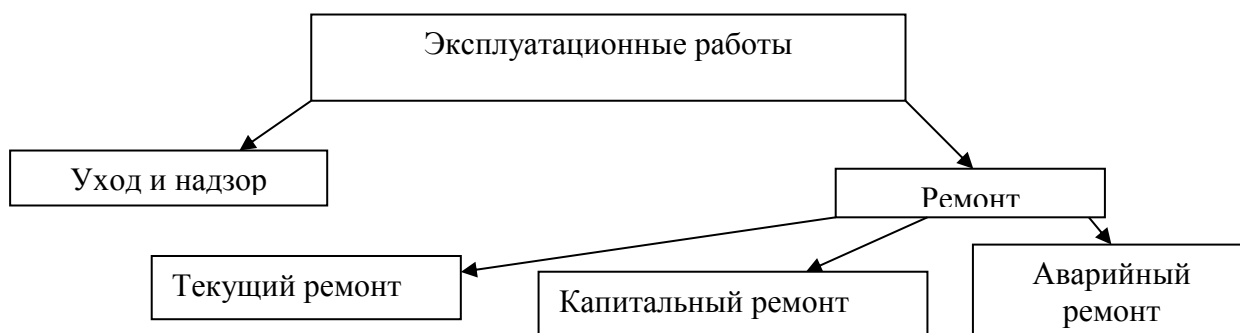 Эксплуатационные работы
Уход и надзор
Ремонт
Текущий ремонт
Капитальный ремонт
Аварийный
ремонт